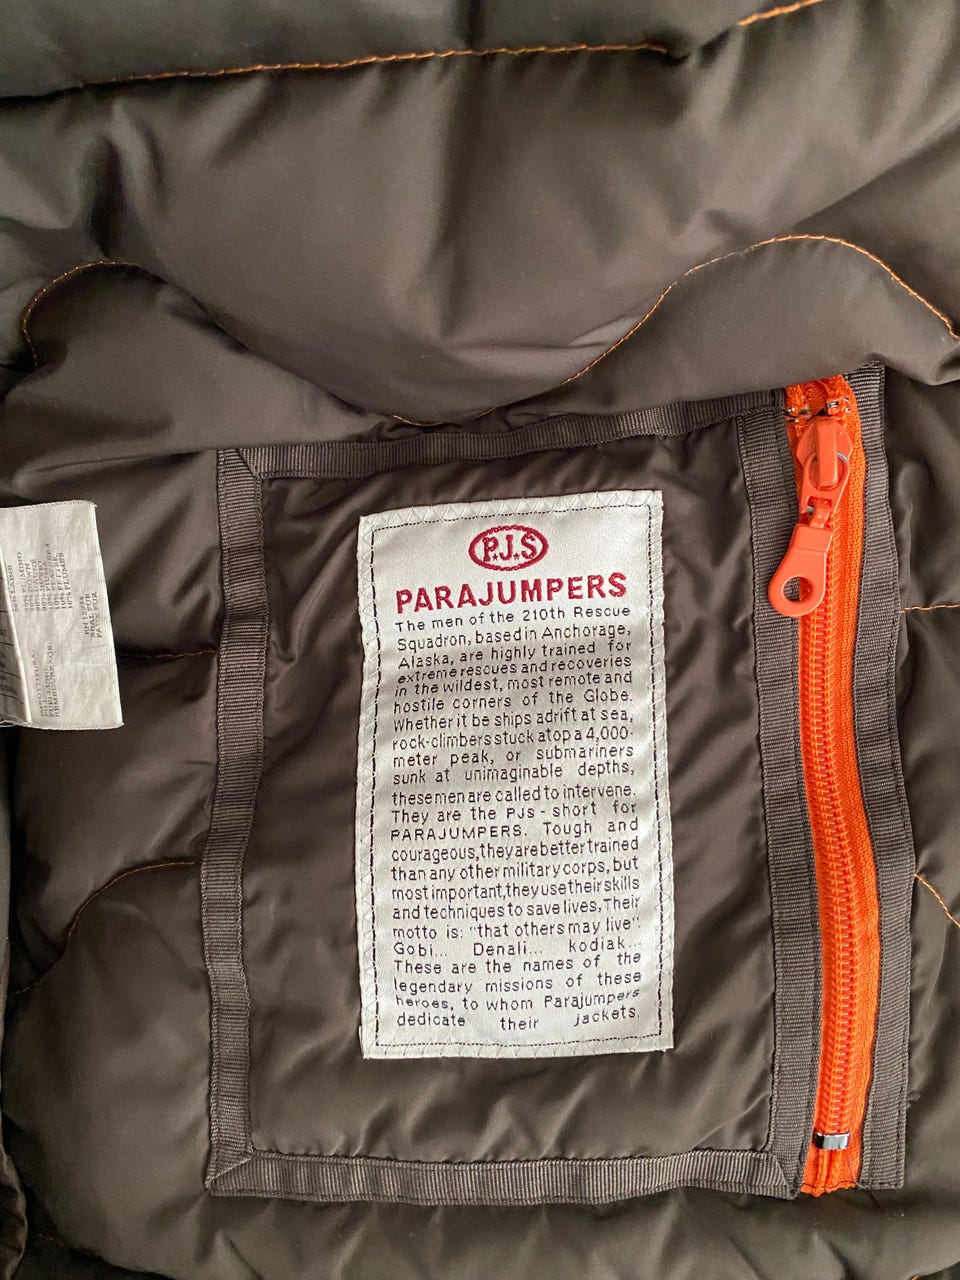 P.J.S
PARAJUMPERS
The men of the 210th Rescue
Squadron, based in Anchorage,
Alaska, are highly trained for
extreme rescues and recoveries
in the wildest, most remote and
hostile corners of the Globe.
Whether it be ships adrift at sea,
rock-climbers stuck atop a 4,000-
meter peak, or submariners
sunk at unimaginable depths,
these men are called to intervene.
They are the PJs - short for
PARAJUMPERS. Tough and
courageous, they are better trained
than any other military corps, but
most important, they use their skills
and techniques to save lives, Their
motto is: "that others may live"
Gobi... Denali... kodiak...
These are the names of the
legendary missions of these
heroes, to whom Parajumpers
dedicate their jackets.